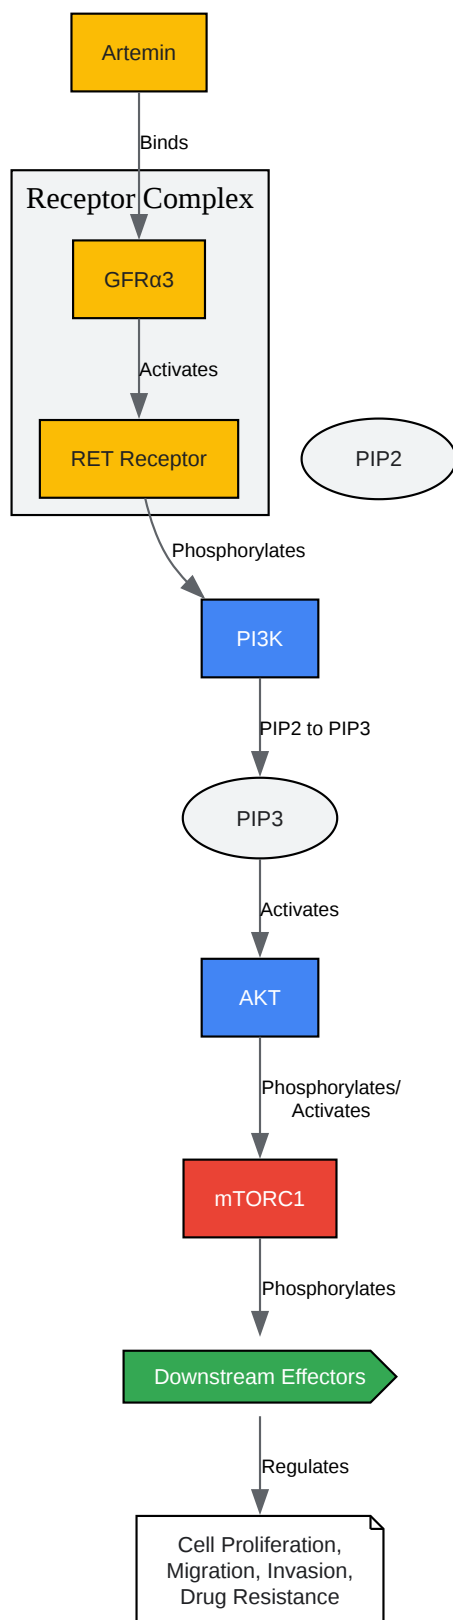 Artemin
Binds
Receptor Complex
GFRα3
Activates
RET Receptor
PIP2
Phosphorylates
PI3K
PIP2 to PIP3
PIP3
Activates
AKT
Phosphorylates/
Activates
mTORC1
Phosphorylates
Downstream Effectors
Regulates
Cell Proliferation,
Migration, Invasion,
Drug Resistance